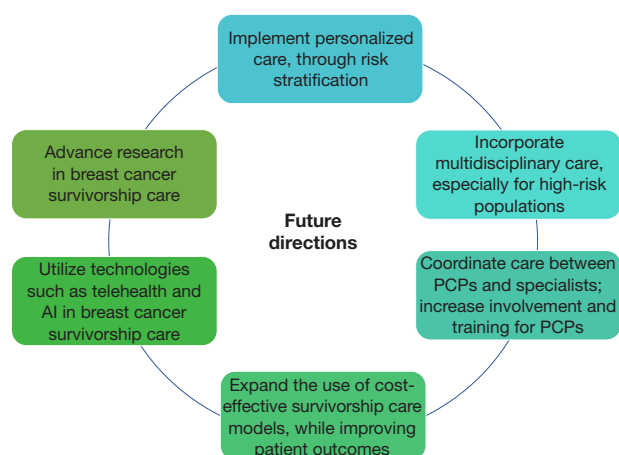 Implement personalized
care, through risk
stratification
Incorporate
multidisciplinary care,
especially for high-risk
populations
Coordinate care between
PCPs and specialists;
increase involvement and
training for PCPs
Expand the use of cost-
effective survivorship care
models, while improving
patient outcomes
Utilize technologies
such as telehealth and
AI in breast cancer
survivorship care
Advance research
in breast cancer
survivorship care
Future
directions